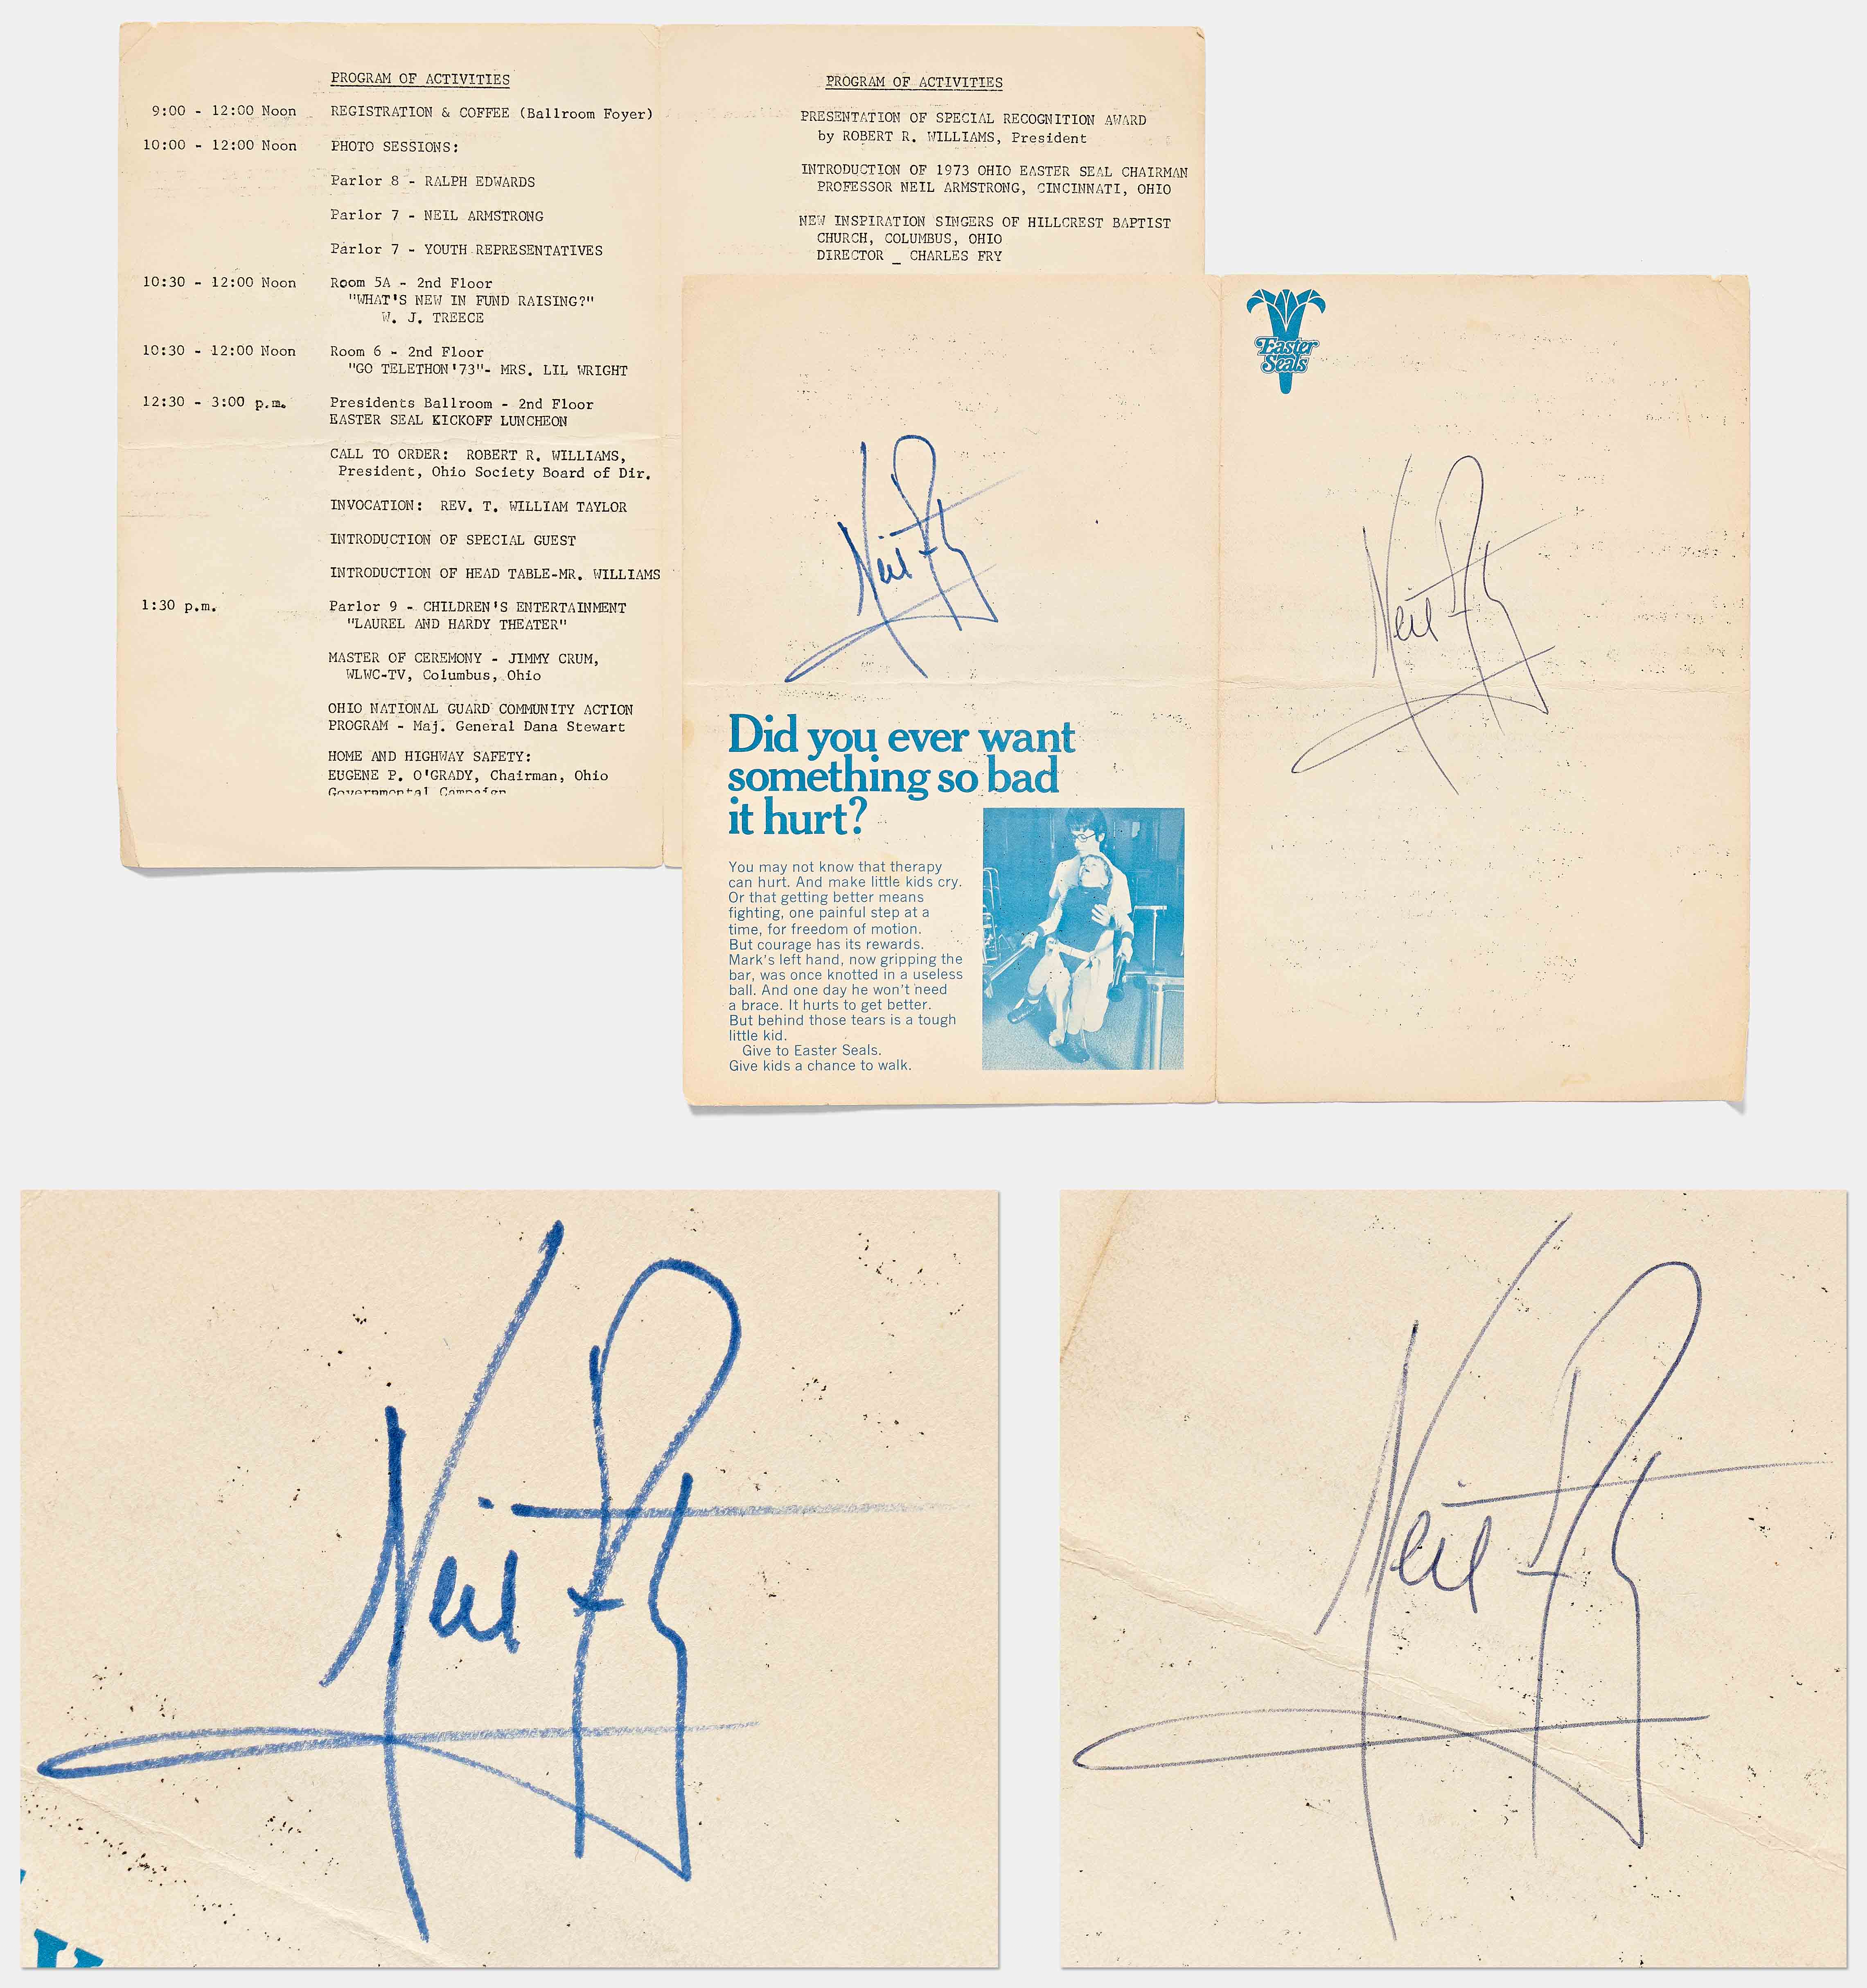 PROGRAM OF ACTIVITIES
9:00 - 12:00 Noon REGISTRATION & COFFEE (Ballroom Foyer)
10:00 - 12:00 Noon PHOTO SESSIONS:
Parlor 8 - RALPH EDWARDS
Parlor 7 - NEIL ARMSTRONG
Parlor 7 - YOUTH REPRESENTATIVES
10:30 - 12:00 Noon Room 5A - 2nd Floor
"WHAT'S NEW IN FUND RAISING?"
W. J. TREECE
10:30 - 12:00 Noon Room 6 - 2nd Floor
"GO TELETHON'73"- MRS. LIL WRIGHT
12:30 - 3:00 p.m. Presidents Ballroom - 2nd Floor
EASTER SEAL KICKOFF LUNCHEON
CALL TO ORDER: ROBERT R. WILLIAMS,
President, Ohio Society Board of Dir.
INVOCATION: REV. T. WILLIAM TAYLOR
INTRODUCTION OF SPECIAL GUEST
INTRODUCTION OF HEAD TABLE-MR. WILLIAMS
1:30 p.m. Parlor 9 - CHILDREN'S ENTERTAINMENT
"LAUREL AND HARDY THEATER"
MASTER OF CEREMONY - JIMMY CRUM,
WLWC-TV, Columbus, Ohio
OHIO NATIONAL GUARD COMMUNITY ACTION
PROGRAM - Maj. General Dana Stewart
HOME AND HIGHWAY SAFETY:
EUGENE P. O'GRADY, Chairman, Ohio
Governmental Campaign
PROGRAM OF ACTIVITIES
PRESENTATION OF SPECIAL RECOGNITION AWARD
by ROBERT R. WILLIAMS, President
INTRODUCTION OF 1973 OHIO EASTER SEAL CHAIRMAN
PROFESSOR NEIL ARMSTRONG, CINCINNATI, OHIO
NEW INSPIRATION SINGERS OF HILLCREST BAPTIST
CHURCH, COLUMBUS, OHIO
DIRECTOR _ CHARLES FRY
Neil
Did you ever want
something so bad
it hurt?
You may not know that therapy
can hurt. And make little kids cry.
Or that getting better means
fighting, one painful step at a
time, for freedom of motion.
But courage has its rewards.
Mark's left hand, now gripping the
bar, was once knotted in a useless
ball. And one day he won't need
a brace. It hurts to get better.
But behind those tears is a tough
little kid.
Give to Easter Seals.
Give kids a chance to walk.
Easter
Seals
Neil
Neil
Neil